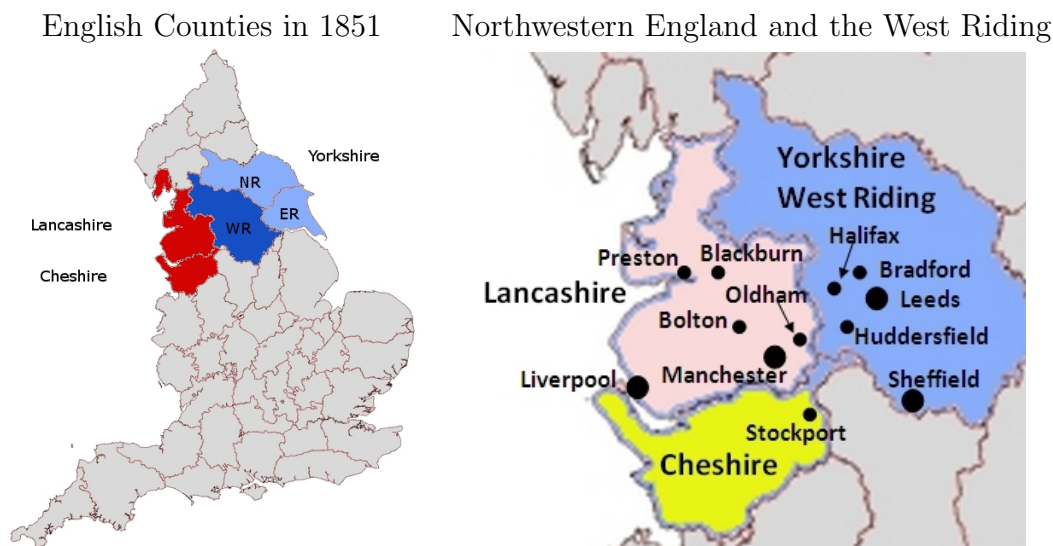 English Counties in 1851
Northwestern England and the West Riding
Yorkshire
NR
ER
WR
Lancashire
Cheshire
Yorkshire
West Riding
Halifax
Preston
Blackburn
Bradford
Lancashire
Oldham
Leeds
Bolton
Huddersfield
Liverpool
Manchester
Sheffield
Stockport
Cheshire